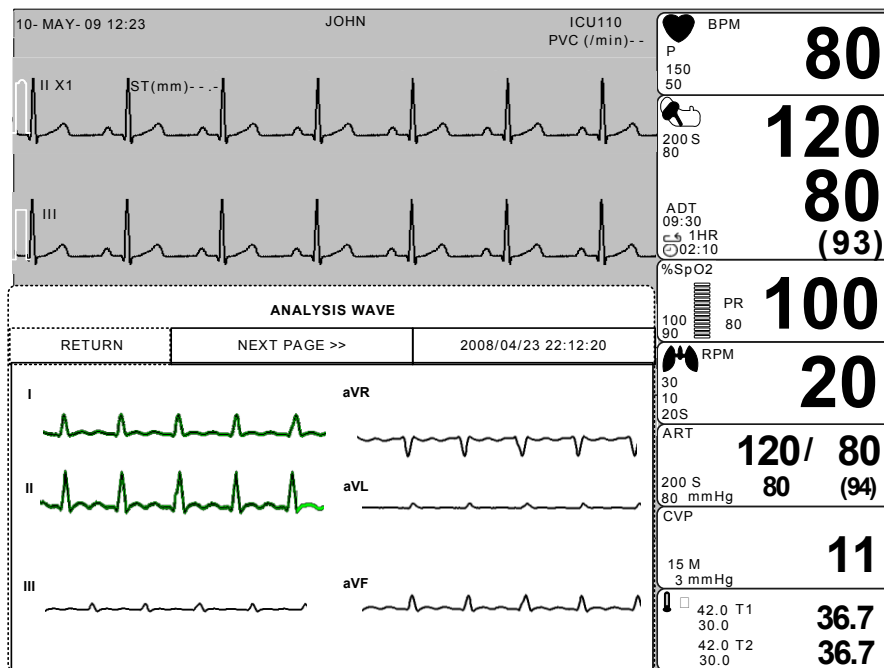 10- MAY- 09 12:23
JOHN
ICU110
PVC (/min)- -
II X1
ST(mm)- - .-
III
ANALYSIS WAVE
RETURN
NEXT PAGE >>
2008/04/23 22:12:20
I
aVR
II
aVL
III
aVF
BPM
P
150
50
80
200 S
80
120
80
(93)
ADT
09:30
1HR
02:10
%SpO2
100
90
PR
80
100
RPM
30
10
20S
20
ART
120/ 80
200 S
80 mmHg
80 (94)
CVP
15 M
3 mmHg
11
42.0 T1
30.0
36.7
42.0 T2
30.0
36.7